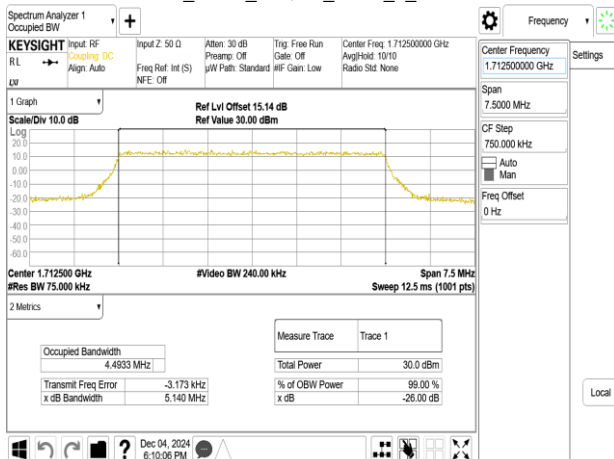 Spectrum Analyzer 1
Occupied BW
Frequency
KEYSIGHT
RL
Input: RF
Coupling: DC
Align: Auto
Input Z: 50 Ω
Freq Ref: Int (S)
NFE: Off
Atten: 30 dB
Preamp: Off
µW Path: Standard
Trig: Free Run
Gate: Off
#IF Gain: Low
Center Freq: 1.712500000 GHz
Avg|Hold: 10/10
Radio Std: None
Center Frequency
1.712500000 GHz
Settings
Span
7.5000 MHz
CF Step
750.000 kHz
Auto
Man
Freq Offset
0 Hz
Local
1 Graph
Scale/Div 10.0 dB
Ref Lvl Offset 15.14 dB
Ref Value 30.00 dBm
Log
20.0
10.0
0.00
-10.0
-20.0
-30.0
-40.0
-50.0
-60.0
Center 1.712500 GHz
#Video BW 240.00 kHz
Span 7.5 MHz
#Res BW 75.000 kHz
Sweep 12.5 ms (1001 pts)
2 Metrics
Measure Trace Trace 1
Occupied Bandwidth
4.4933 MHz
Total Power 30.0 dBm
Transmit Freq Error -3.173 kHz
% of OBW Power 99.00 %
x dB Bandwidth 5.140 MHz
x dB -26.00 dB
Dec 04, 2024
6:10:06 PM